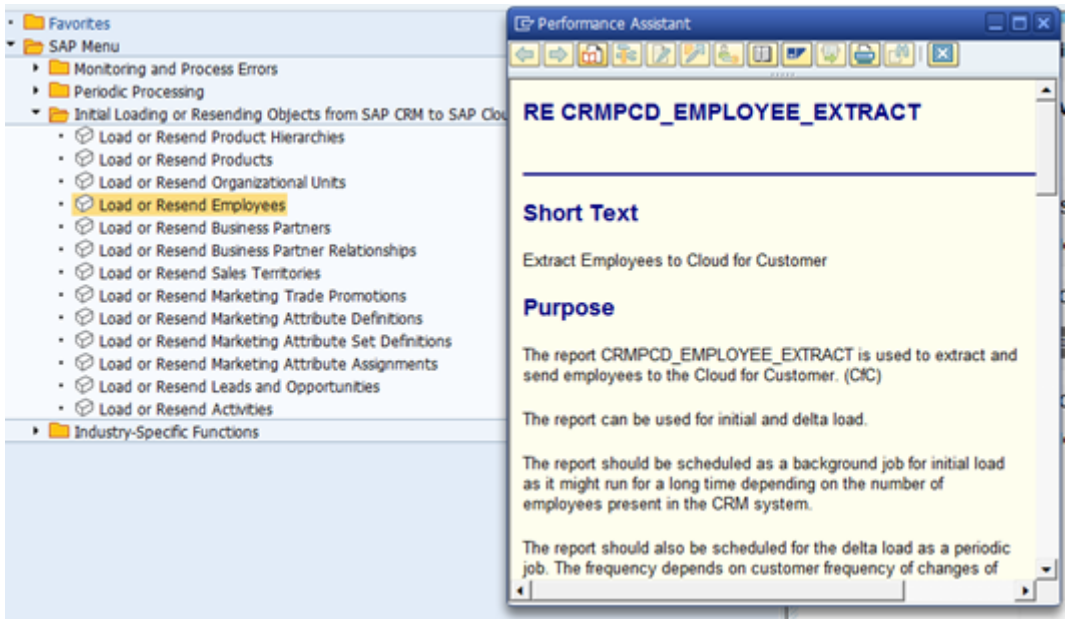 Favorites
SAP Menu
Monitoring and Process Errors
Periodic Processing
Initial Loading or Resending Objects from SAP CRM to SAP Clou
Load or Resend Product Hierarchies
Load or Resend Products
Load or Resend Organizational Units
Load or Resend Employees
Load or Resend Business Partners
Load or Resend Business Partner Relationships
Load or Resend Sales Territories
Load or Resend Marketing Trade Promotions
Load or Resend Marketing Attribute Definitions
Load or Resend Marketing Attribute Set Definitions
Load or Resend Marketing Attribute Assignments
Load or Resend Leads and Opportunities
Load or Resend Activities
Industry-Specific Functions
Performance Assistant
RE CRMPCD_EMPLOYEE_EXTRACT
Short Text
Extract Employees to Cloud for Customer
Purpose
The report CRMPCD_EMPLOYEE_EXTRACT is used to extract and
send employees to the Cloud for Customer. (CfC)
The report can be used for initial and delta load.
The report should be scheduled as a background job for initial load
as it might run for a long time depending on the number of
employees present in the CRM system.
The report should also be scheduled for the delta load as a periodic
job. The frequency depends on customer frequency of changes of